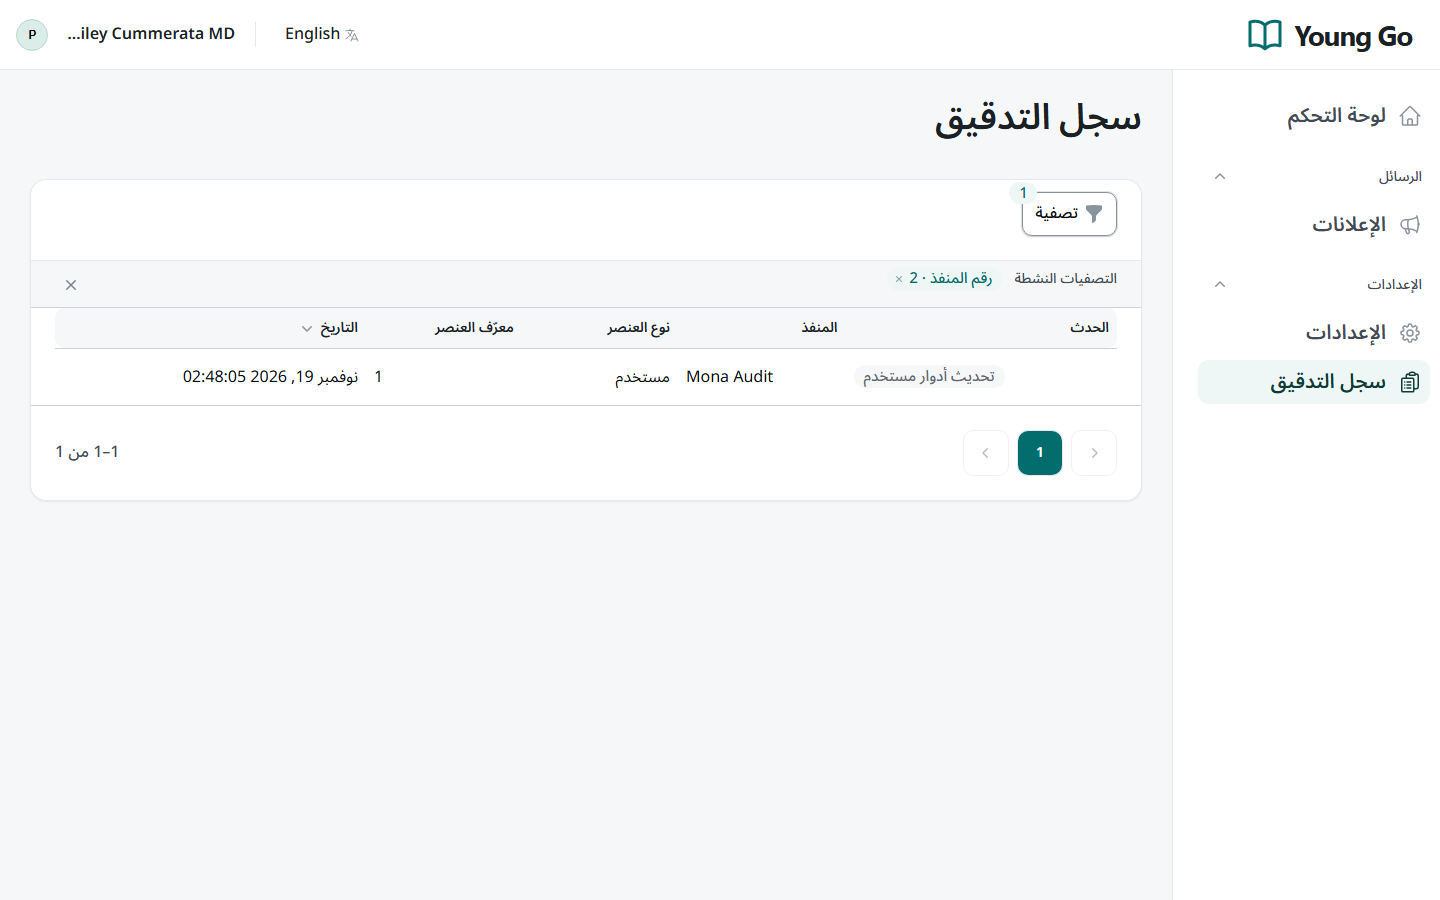 Young Go
English
...iley Cummerata MD
P
لوحة التحكم
الرسائل
الإعلانات
الإعدادات
الإعدادات
سجل التدقيق
سجل التدقيق
تصفية
1
التصفيات النشطة رقم المنفذ · 2 ×
الحدث المنفذ نوع العنصر معرّف العنصر التاريخ
تحديث أدوار مستخدم Mona Audit مستخدم 1 نوفمبر 19, 2026 02:48:05
1
1–1 من 1